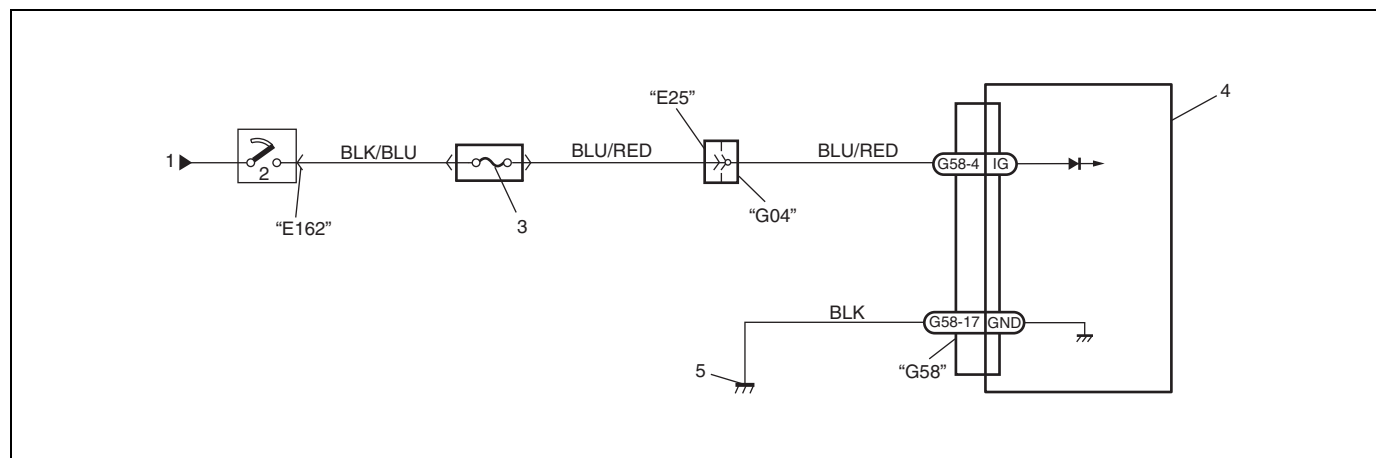 4
“E25”
1
2
BLK/BLU
BLU/RED
BLU/RED
G58-4 IG
“E162”
3
“G04”
BLK
G58-17 GND
5
“G58”